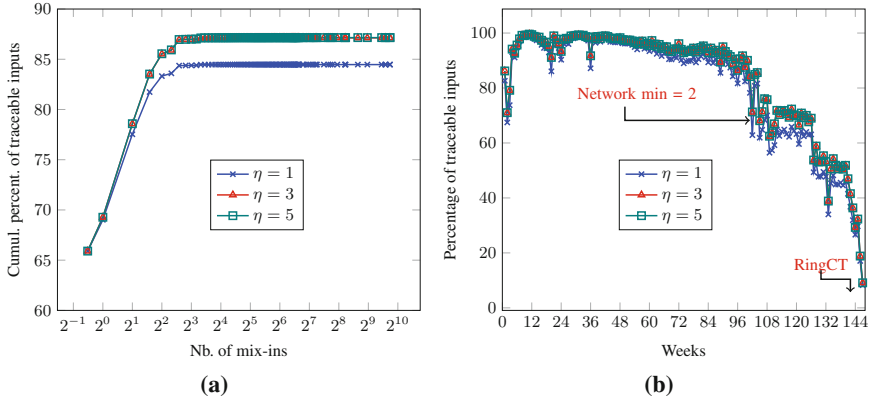 90
85
80
75
70
65
60
Cumul. percent. of traceable inputs
η = 1
η = 3
η = 5
2^-1 2^0 2^1 2^2 2^3 2^4 2^5 2^6 2^7 2^8 2^9 2^10
Nb. of mix-ins
(a)
100
80
60
40
20
0
Percentage of traceable inputs
Network min = 2
η = 1
η = 3
η = 5
RingCT
0 12 24 36 48 60 72 84 96 108 120 132 144
Weeks
(b)